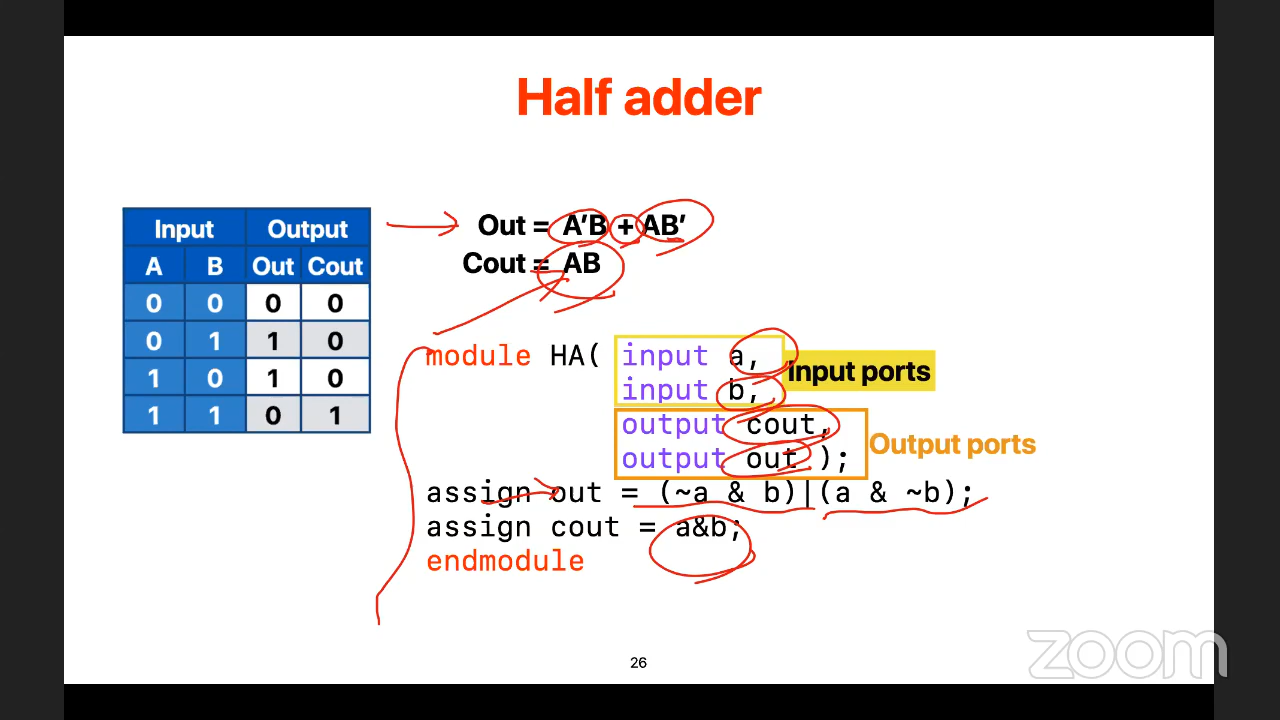 Half adder
Input Output
A B Out Cout
0 0 0 0
0 1 1 0
1 0 1 0
1 1 0 1
Out = A'B + AB'
Cout = AB
module HA( input a,
input b,
Input ports
output cout,
output out );
Output ports
assign out = (~a & b)|(a & ~b);
assign cout = a&b;
endmodule
26
zoom